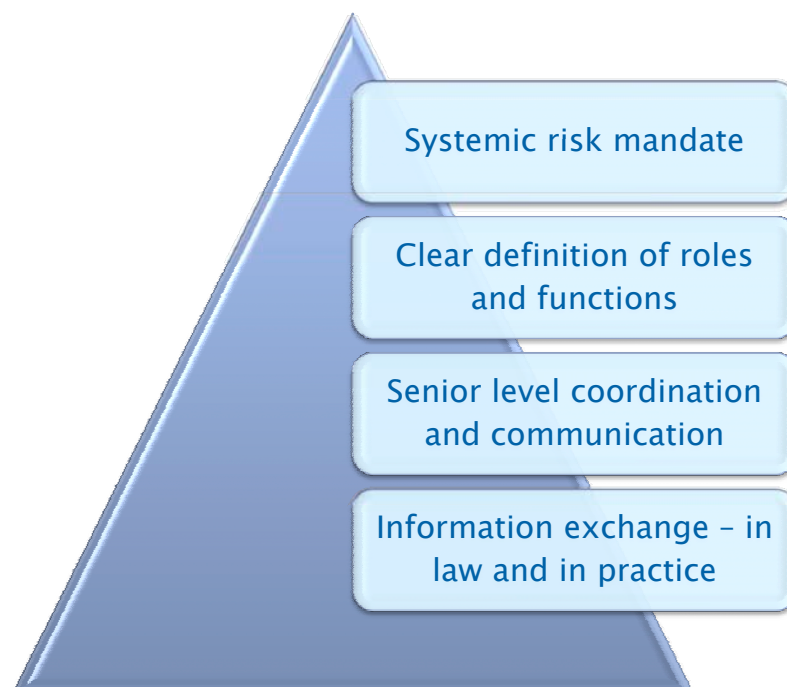 Systemic risk mandate
Clear definition of roles
and functions
Senior level coordination
and communication
Information exchange – in
law and in practice